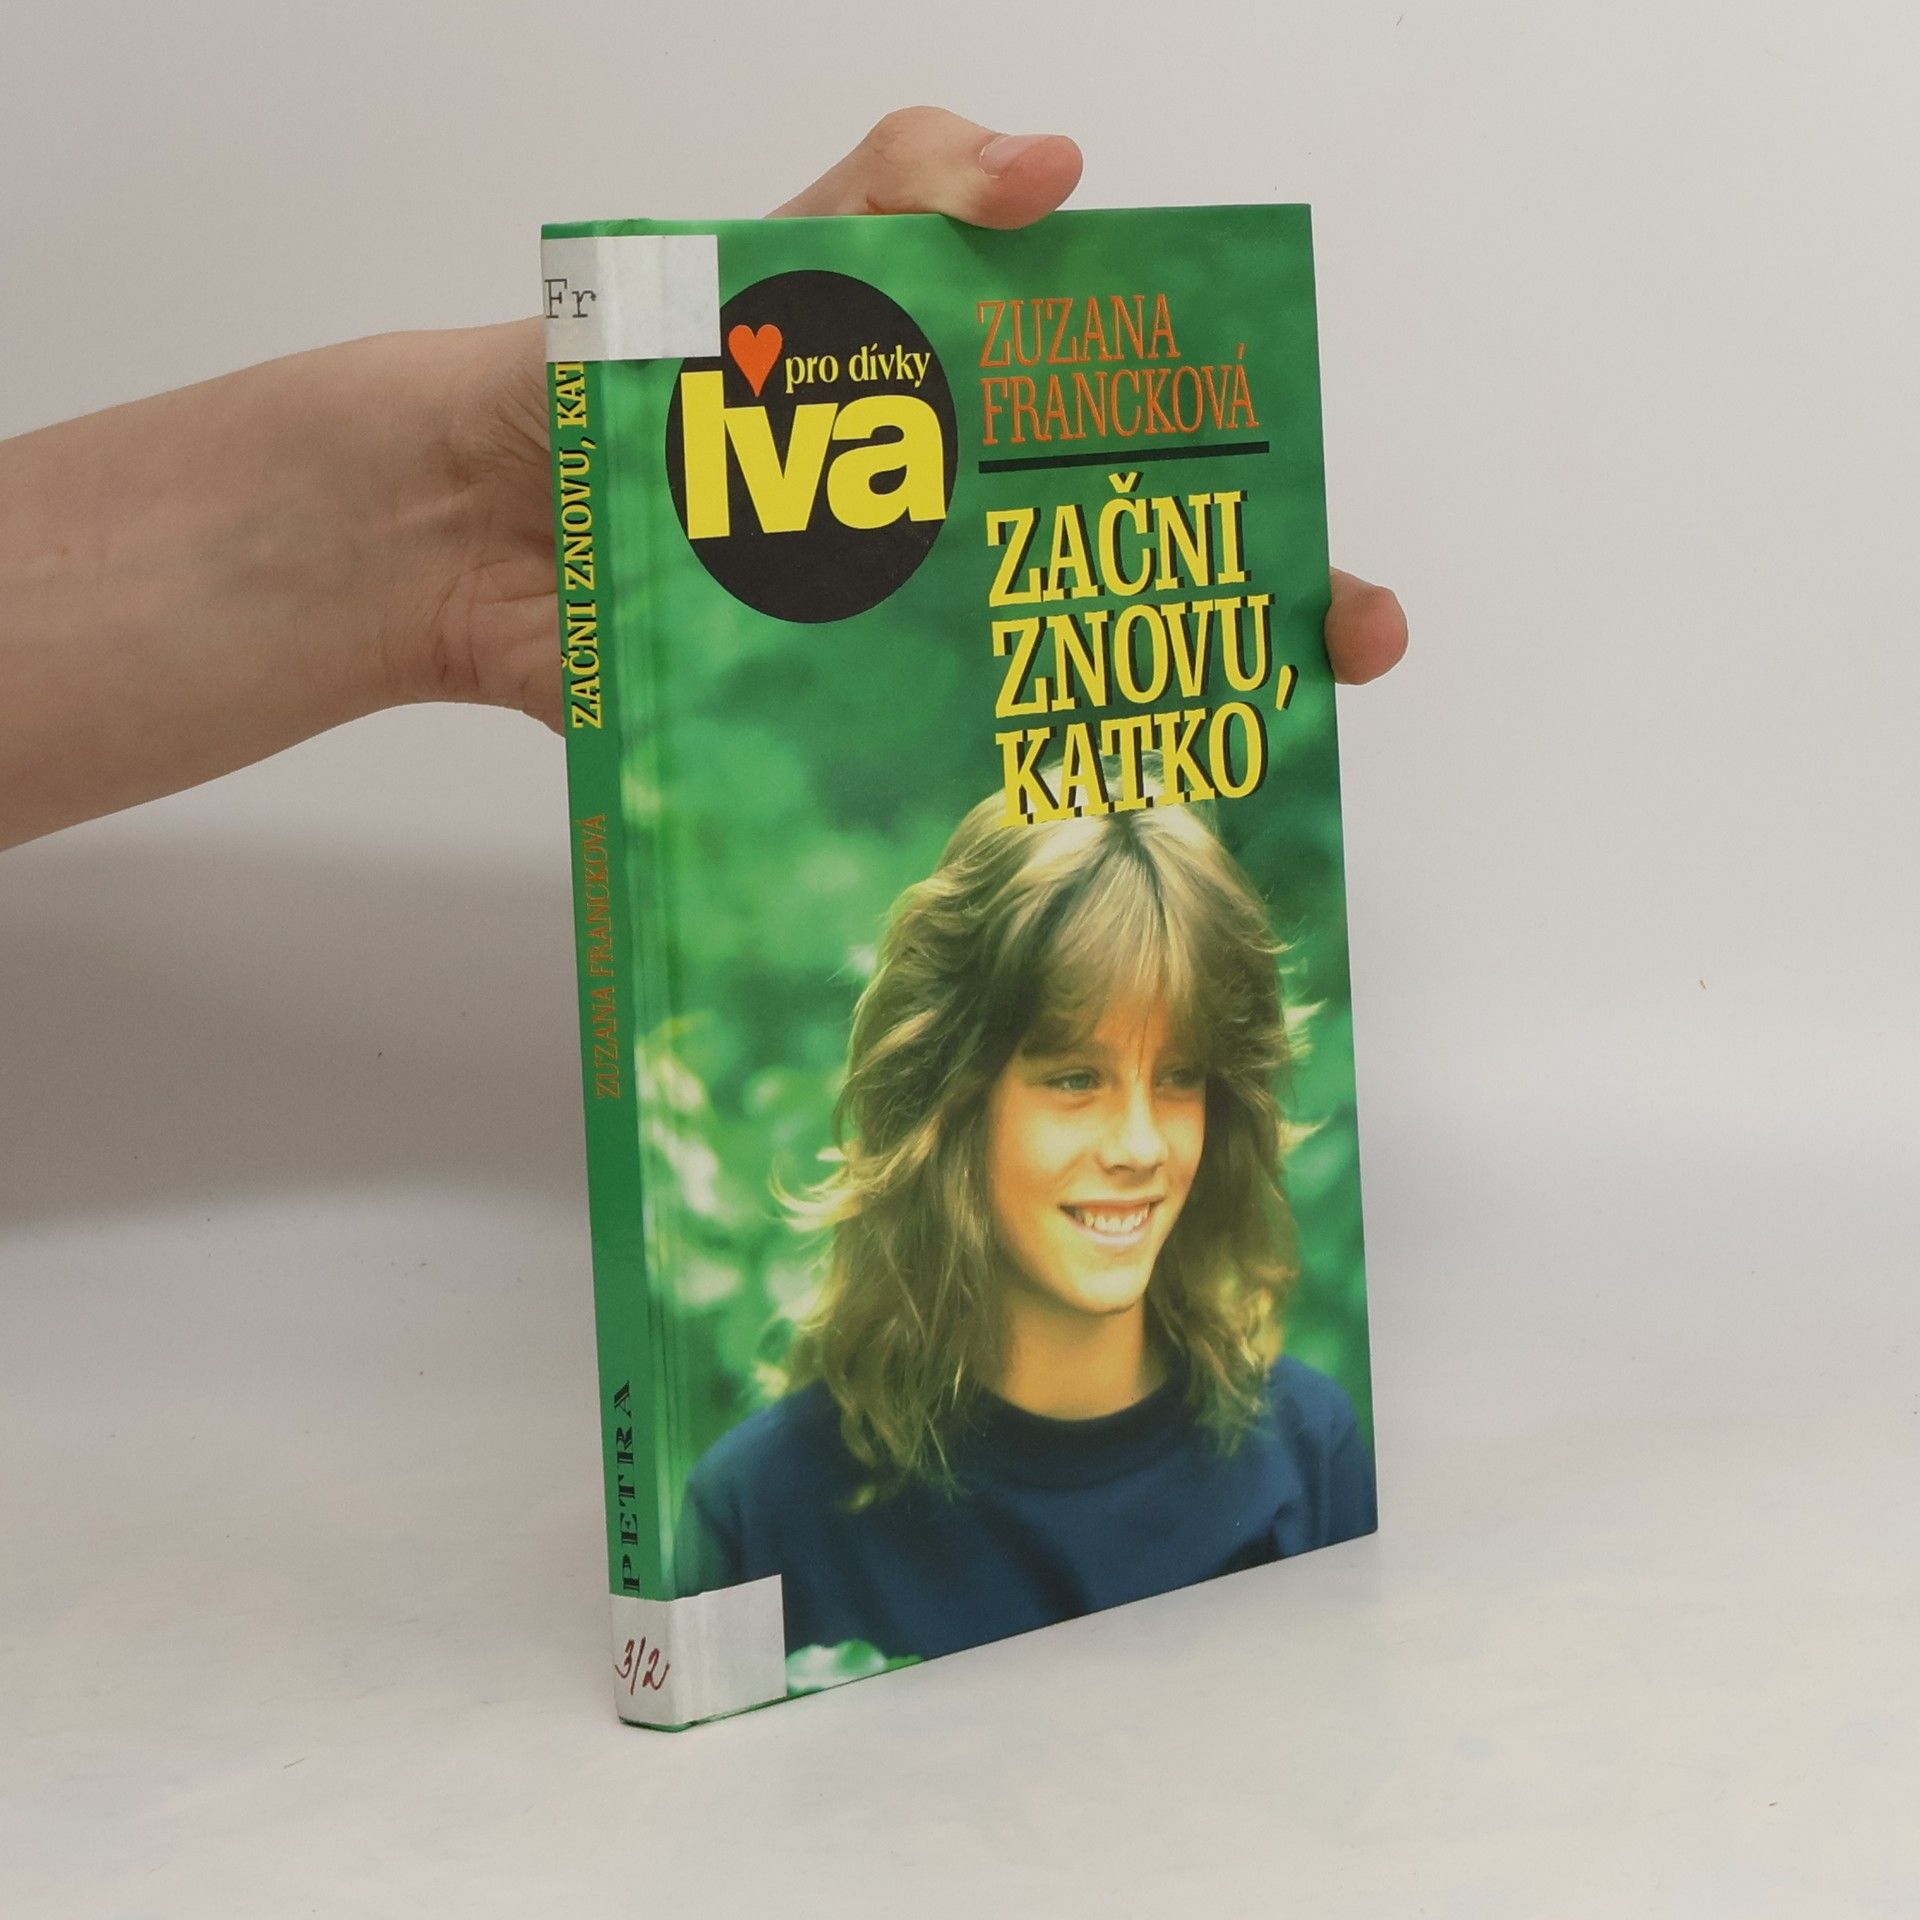 Fr
ZAČNI ZNOVU, KAT
ZUZANA FRANCKOVÁ
PETRA
3/2
pro dívky
Iva
ZUZANA
FRANCKOVÁ
ZAČNI
ZNOVU,
KATKO